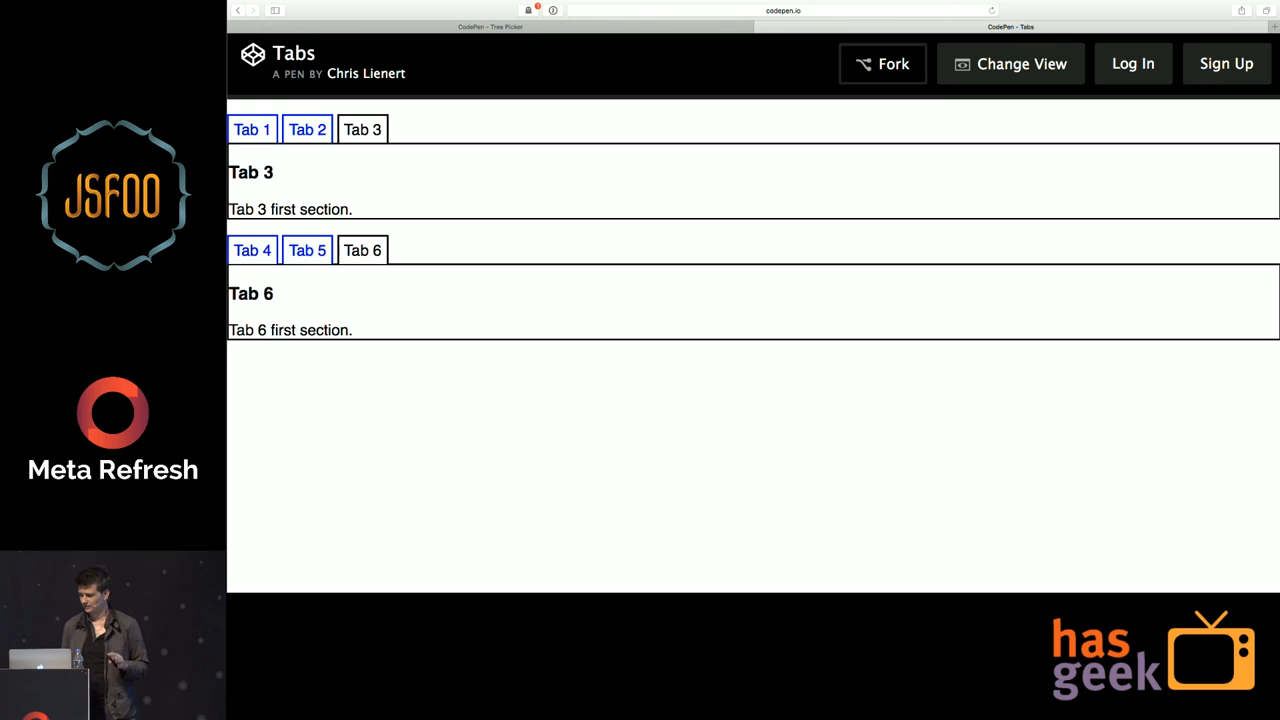 codepen.io
CodePen - Tree Picker
CodePen - Tabs
Tabs
A PEN BY Chris Lienert
Fork
Change View
Log In
Sign Up
Tab 1
Tab 2
Tab 3
Tab 3
Tab 3 first section.
Tab 4
Tab 5
Tab 6
Tab 6
Tab 6 first section.
JSFOO
Meta Refresh
has
geek